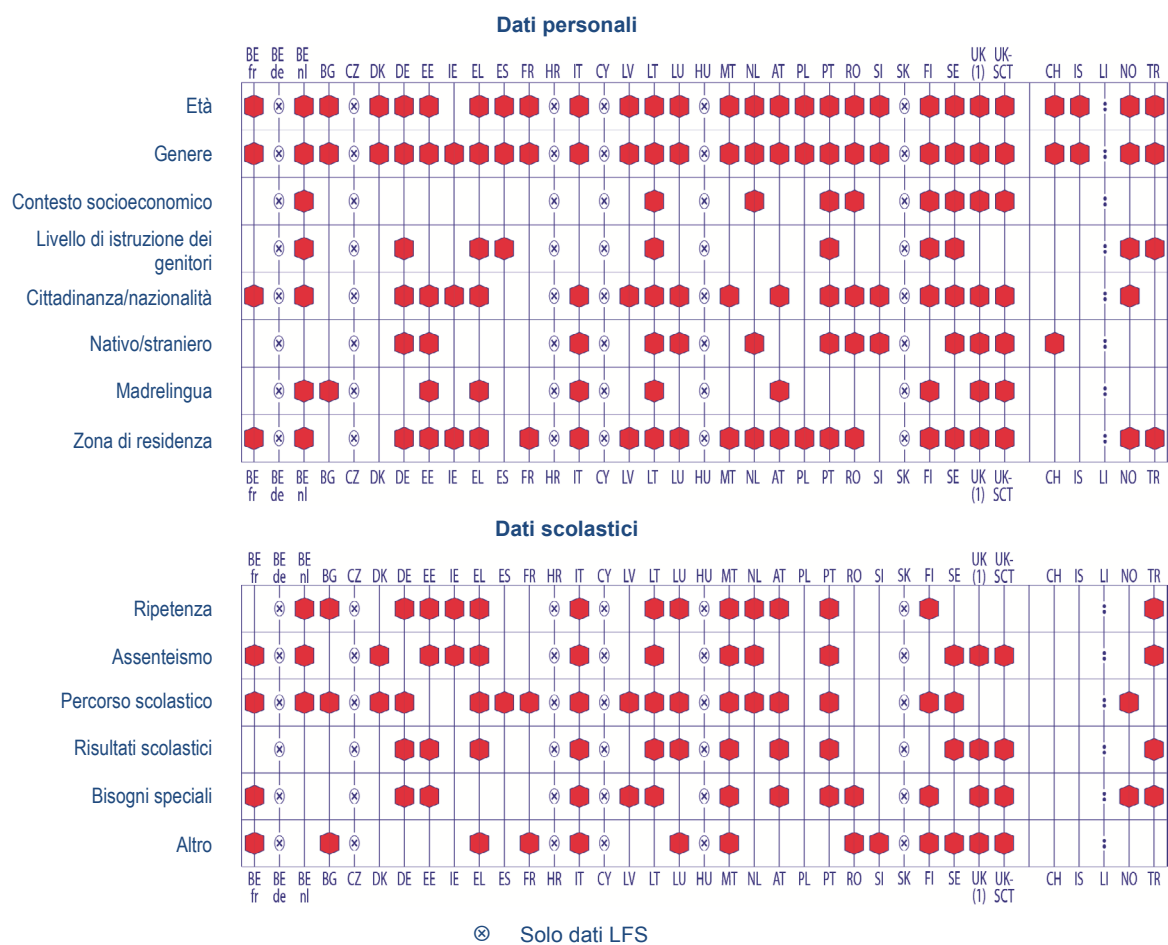 Dati personali
BE BE BE UK UK-
fr de nl BG CZ DK DE EE IE EL ES FR HR IT CY LV LT LU HU MT NL AT PL PT RO SI SK FI SE (1) SCT CH IS LI NO TR
Età
Genere
Contesto socioeconomico
Livello di istruzione dei
genitori
Cittadinanza/nazionalità
Nativo/straniero
Madrelingua
Zona di residenza
BE BE BE BG CZ DK DE EE IE EL ES FR HR IT CY LV LT LU HU MT NL AT PL PT RO SI SK FI SE UK UK- CH IS LI NO TR
fr de nl (1) SCT
Dati scolastici
BE BE BE UK UK-
fr de nl BG CZ DK DE EE IE EL ES FR HR IT CY LV LT LU HU MT NL AT PL PT RO SI SK FI SE (1) SCT CH IS LI NO TR
Ripetenza
Assenteismo
Percorso scolastico
Risultati scolastici
Bisogni speciali
Altro
BE BE BE BG CZ DK DE EE IE EL ES FR HR IT CY LV LT LU HU MT NL AT PL PT RO SI SK FI SE UK UK- CH IS LI NO TR
fr de nl (1) SCT
⊗ Solo dati LFS